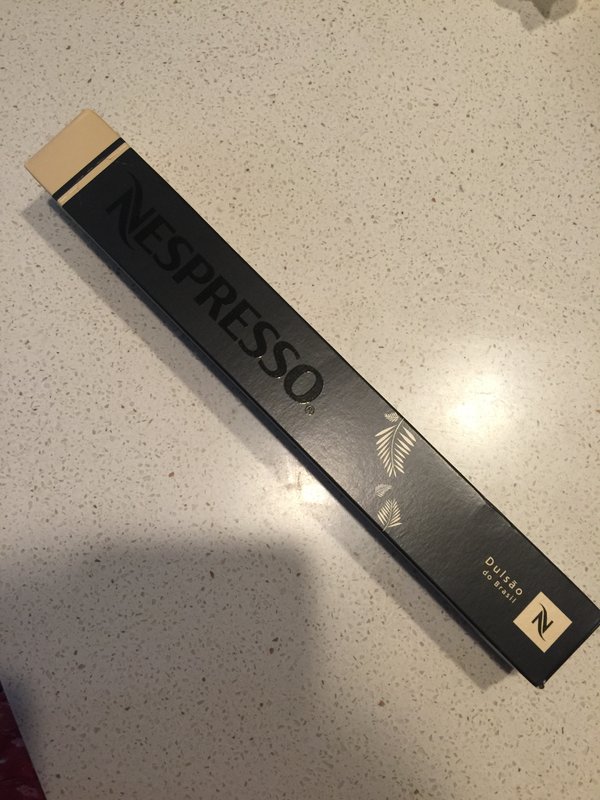 NESPRESSO®
Dulsão
do Brasil
N